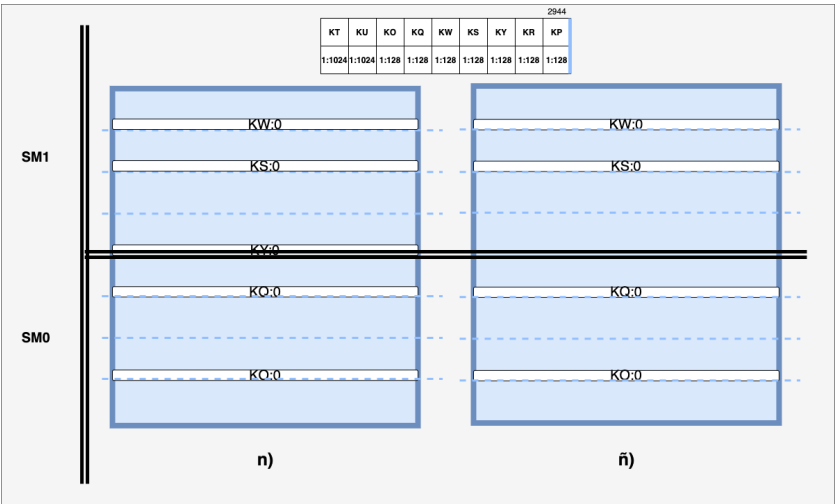 2944
KT KU KO KQ KW KS KY KR KP
1:1024 1:1024 1:128 1:128 1:128 1:128 1:128 1:128 1:128
KW:0 KW:0
SM1
KS:0 KS:0
KY:0
KQ:0 KQ:0
SM0
KO:0 KO:0
n) ñ)